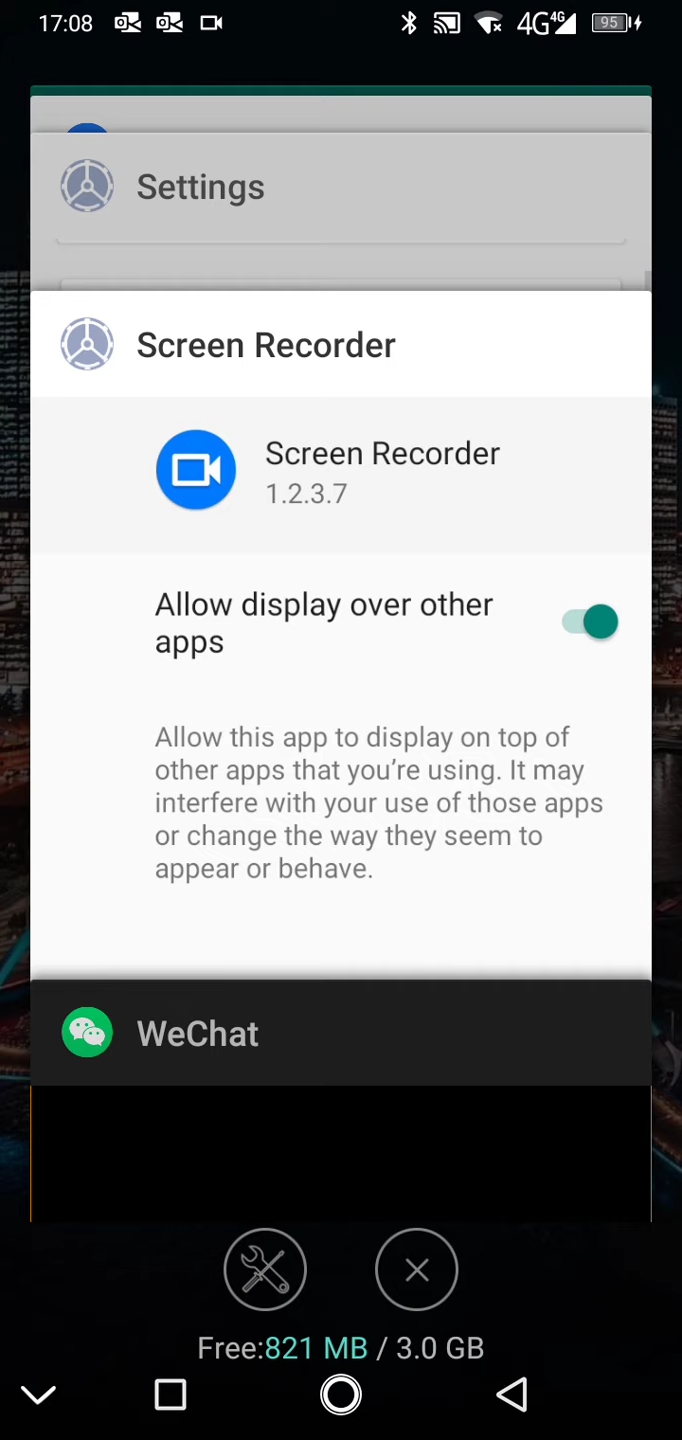 17:08
4G 4G
95
Settings
Screen Recorder
Screen Recorder
1.2.3.7
Allow display over other
apps
Allow this app to display on top of
other apps that you’re using. It may
interfere with your use of those apps
or change the way they seem to
appear or behave.
WeChat
Free:821 MB / 3.0 GB